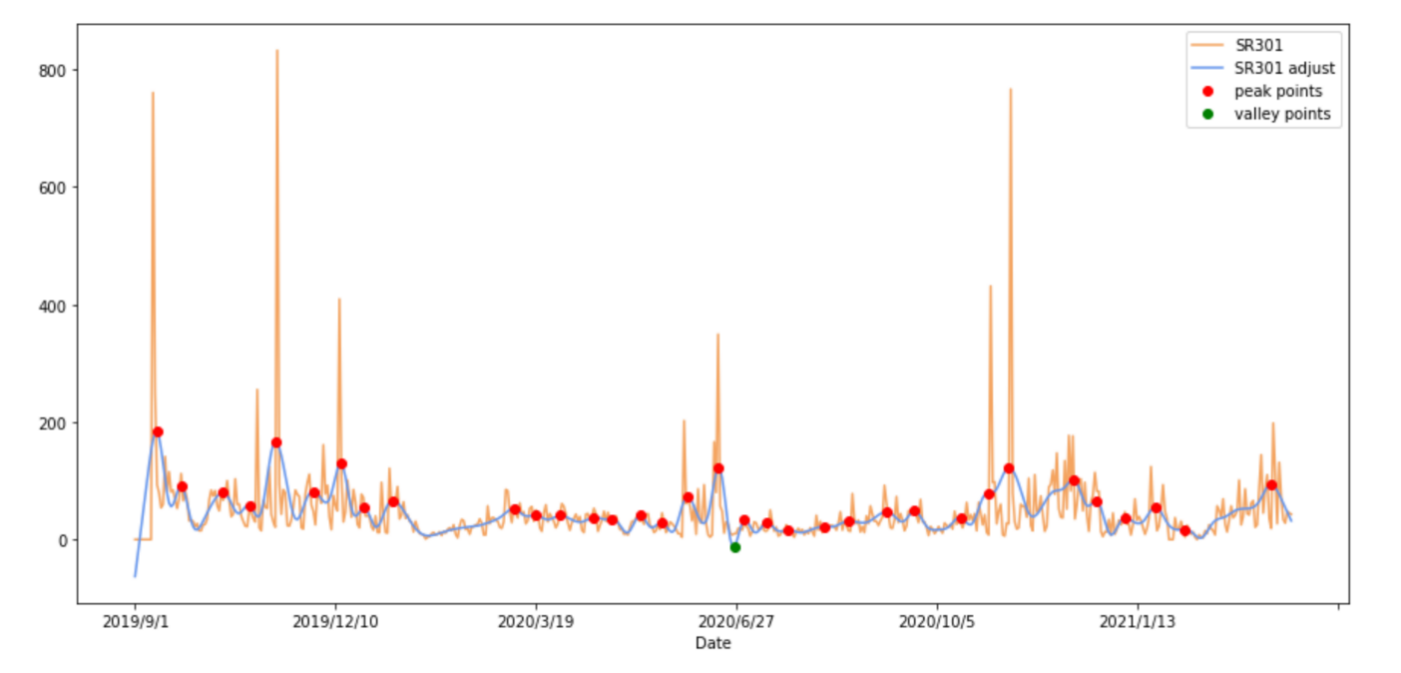 SR301
SR301 adjust
peak points
valley points
800
600
400
200
0
2019/9/1 2019/12/10 2020/3/19 2020/6/27 2020/10/5 2021/1/13
Date